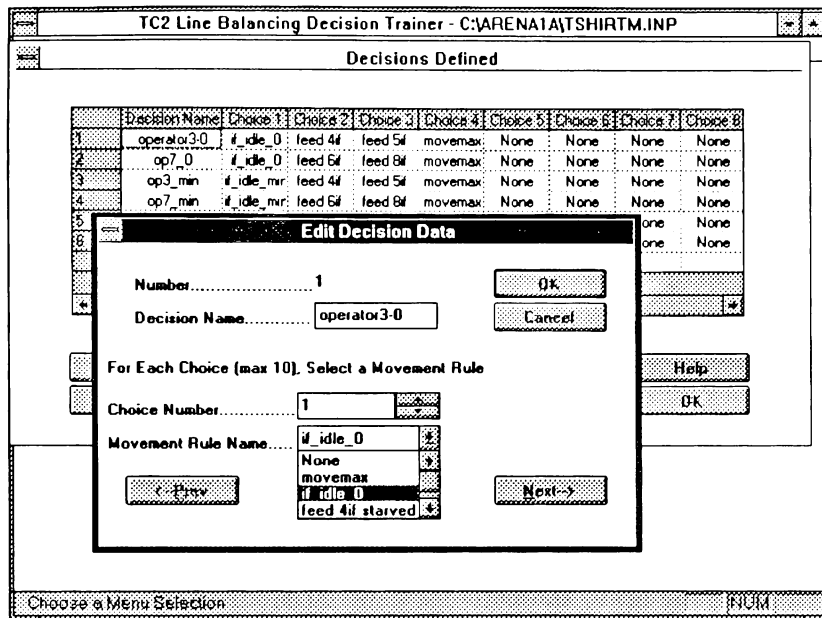 TC2 Line Balancing Decision Trainer - C:\ARENA1A\TSHIRTM.INP
Decisions Defined
Decision Name Choice 1 Choice 2 Choice 3 Choice 4 Choice 5 Choice 6 Choice 7 Choice 8
1 operator3-0 if_idle_0 feed 4if feed 5if movemax None None None None
2 op7_0 if_idle_0 feed 6if feed 8if movemax None None None None
3 op3_min if_idle_mir feed 4if feed 5if movemax None None None None
4 op7_min if_idle_mir feed 6if feed 8if movemax None None None None
5 one None
6 one None
Edit Decision Data
Number 1
OK
Decision Name operator3-0
Cancel
For Each Choice (max 10), Select a Movement Rule
Help
Choice Number 1
OK
Movement Rule Name if_idle_0
None
movemax
if_idle_0
feed 4if starved
<-Prev
Next->
Choose a Menu Selection NUM